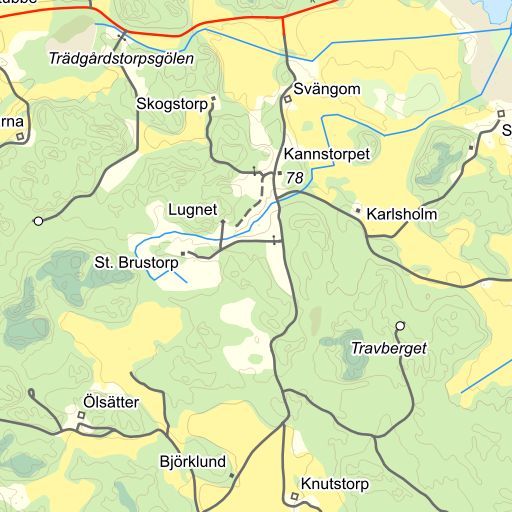 Trädgårdstorpsgölen
Svängom
Skogstorp
Kannstorpet
78
Lugnet
Karlsholm
St. Brustorp
Travberget
Ölsätter
Björklund
Knutstorp